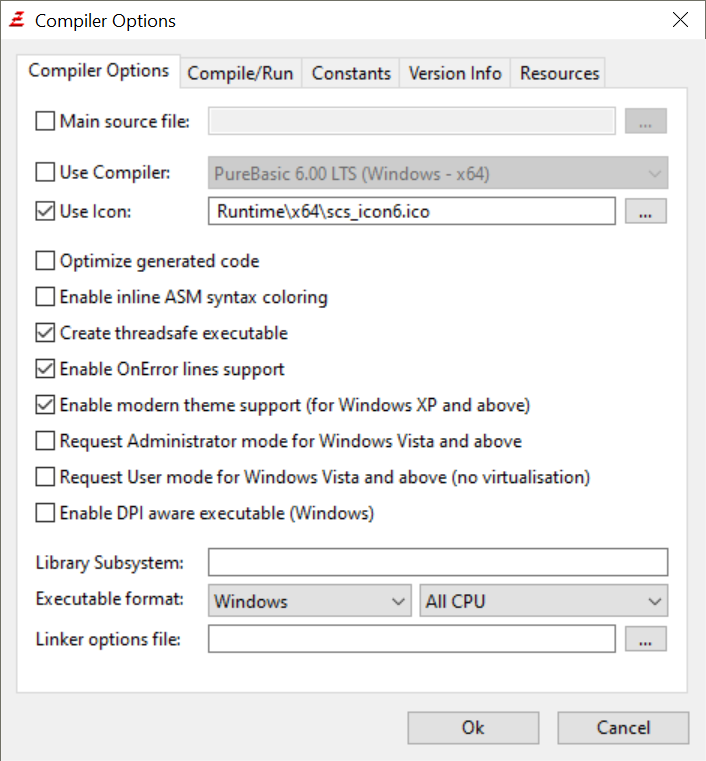 Compiler Options
Compiler Options Compile/Run Constants Version Info Resources
Main source file: ...
Use Compiler: PureBasic 6.00 LTS (Windows - x64)
Use Icon: Runtime\x64\scs_icon6.ico ...
Optimize generated code
Enable inline ASM syntax coloring
Create threadsafe executable
Enable OnError lines support
Enable modern theme support (for Windows XP and above)
Request Administrator mode for Windows Vista and above
Request User mode for Windows Vista and above (no virtualisation)
Enable DPI aware executable (Windows)
Library Subsystem:
Executable format: Windows All CPU
Linker options file: ...
Ok Cancel